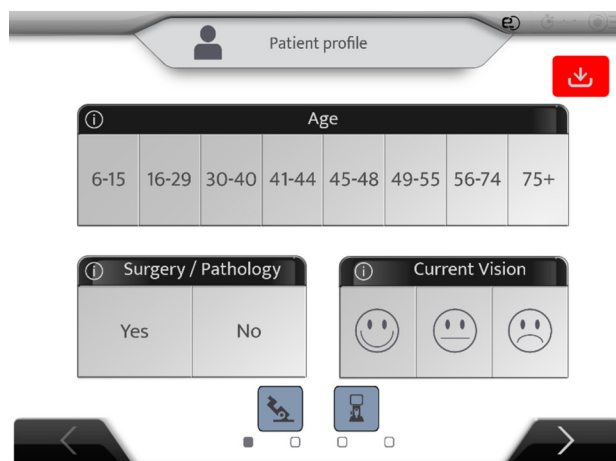 Patient profile
Age
6-15 16-29 30-40 41-44 45-48 49-55 56-74 75+
Surgery / Pathology
Current Vision
Yes No